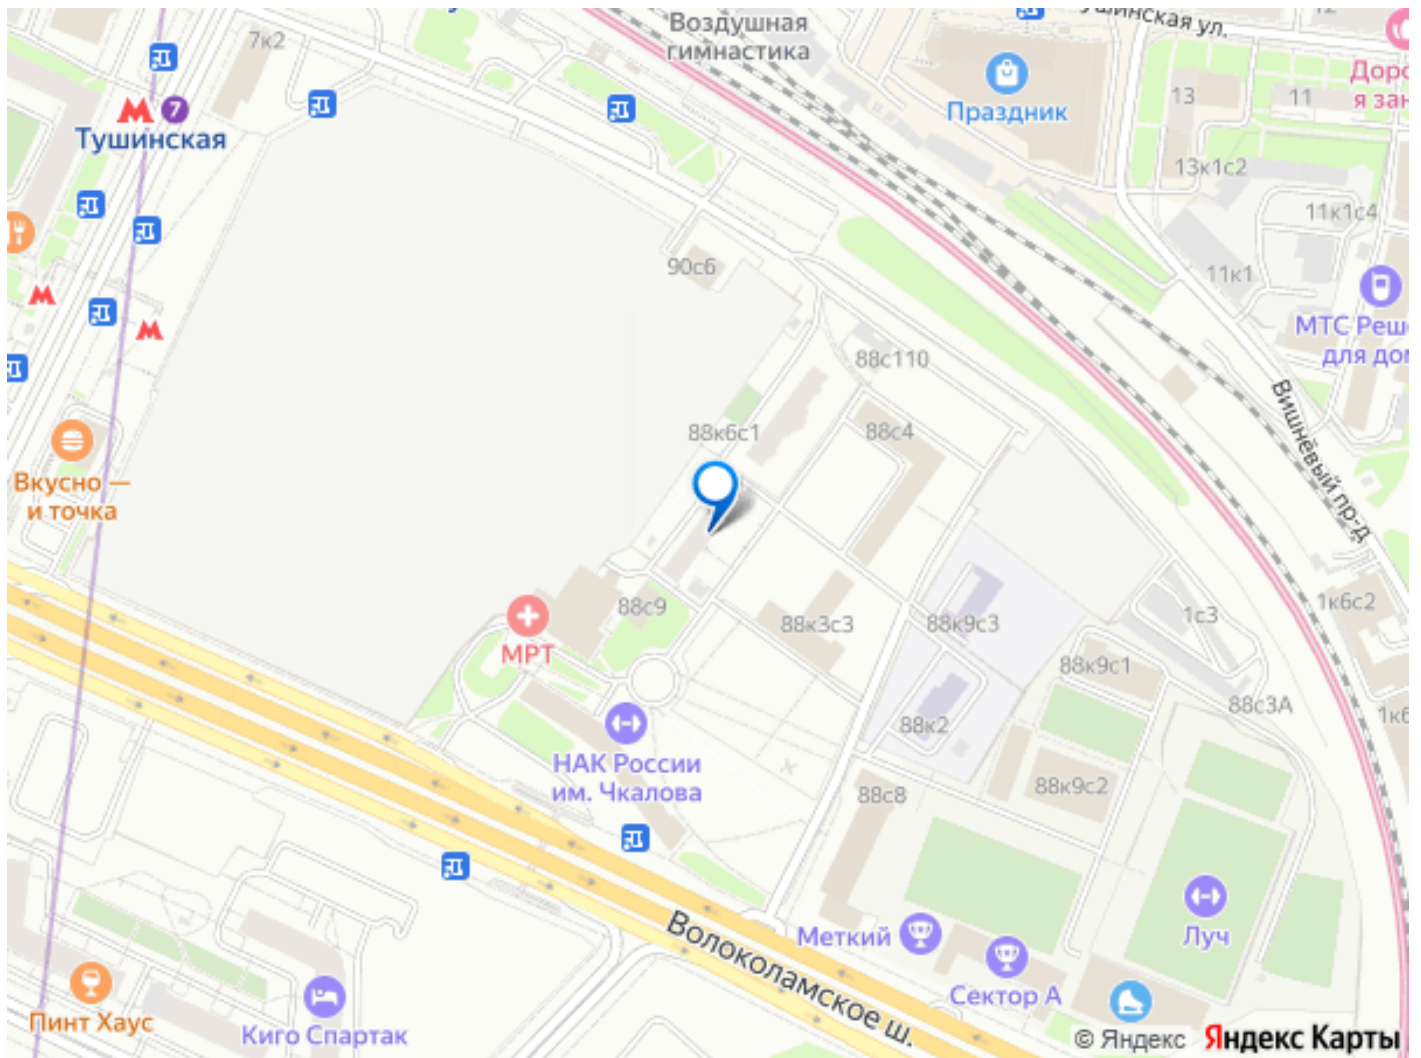 Воздушная
гимнастика
12
7к2
Праздник
13
11
7
Тушинская
13к1с2
11к1с4
90с6
11к1
88с110
88к6с1
88с4
Вишнёвый пр-д
Вкусно —
и точка
88с9
88к3с3
88к9с3
1с3
1к6с2
МРТ
88к9с1
88с3А
88к2
НАК России
им. Чкалова
88с8
88к9с2
Волоколамское ш.
Меткий
Луч
Сектор А
Пинт Хаус
Киго Спартак
© Яндекс Яндекс Карты